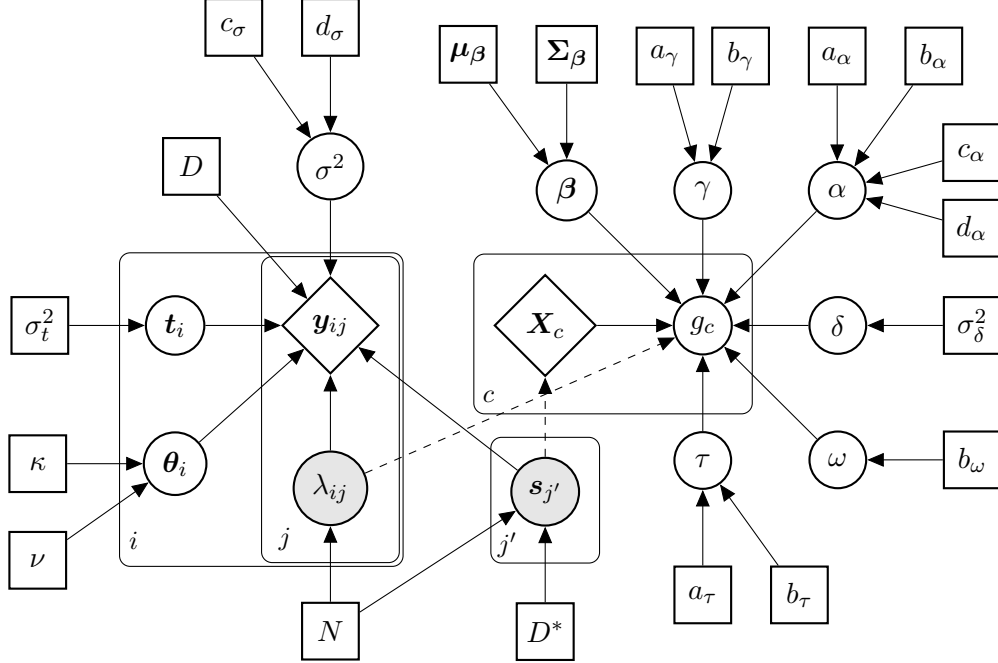 c_σ d_σ μ_β Σ_β a_γ b_γ a_α b_α
D σ² β γ α c_α
d_α
σ_t² t_i y_ij X_c g_c δ σ_δ²
c
κ θ_i λ_ij s_j′ τ ω b_ω
ν i j j′
N D* a_τ b_τ